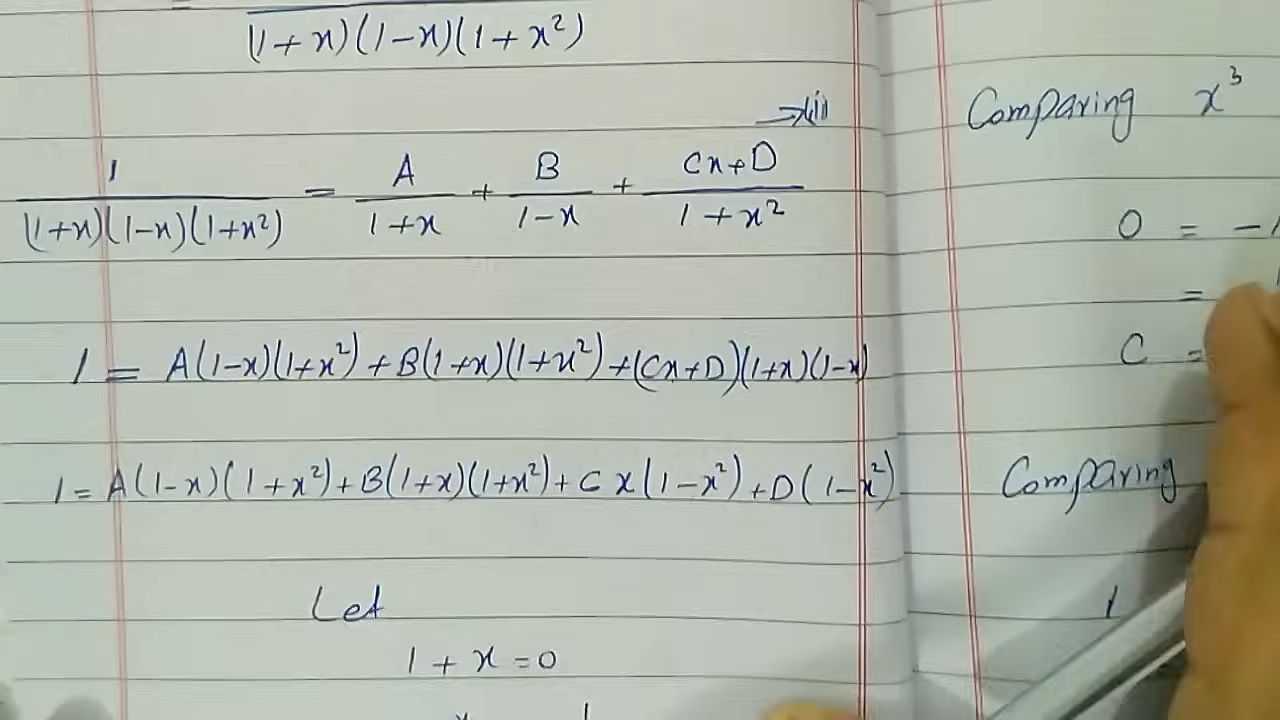 (1+x)(1-x)(1+x²)
1/((1+x)(1-x)(1+x²)) = A/(1+x) + B/(1-x) + (Cx+D)/(1+x²)
1 = A(1-x)(1+x²)+B(1+x)(1+x²)+(Cx+D)(1+x)(1-x)
1 = A(1-x)(1+x²)+B(1+x)(1+x²)+Cx(1-x²)+D(1-x²)
Let
1+x=0
Comparing x³
0 = -
=
C =
Comparing
1